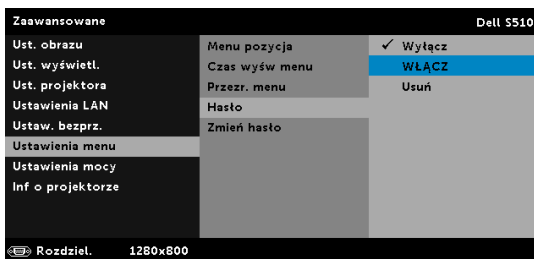 Zaawansowane Dell S510
Ust. obrazu
Ust. wyświetl.
Ust. projektora
Ustawienia LAN
Ustaw. bezprz.
Ustawienia menu
Ustawienia mocy
Inf o projektorze
Menu pozycja
Czas wyśw menu
Przezr. menu
Hasło
Zmień hasło
✓ Wyłącz
WŁĄCZ
Usuń
Rozdziel. 1280x800